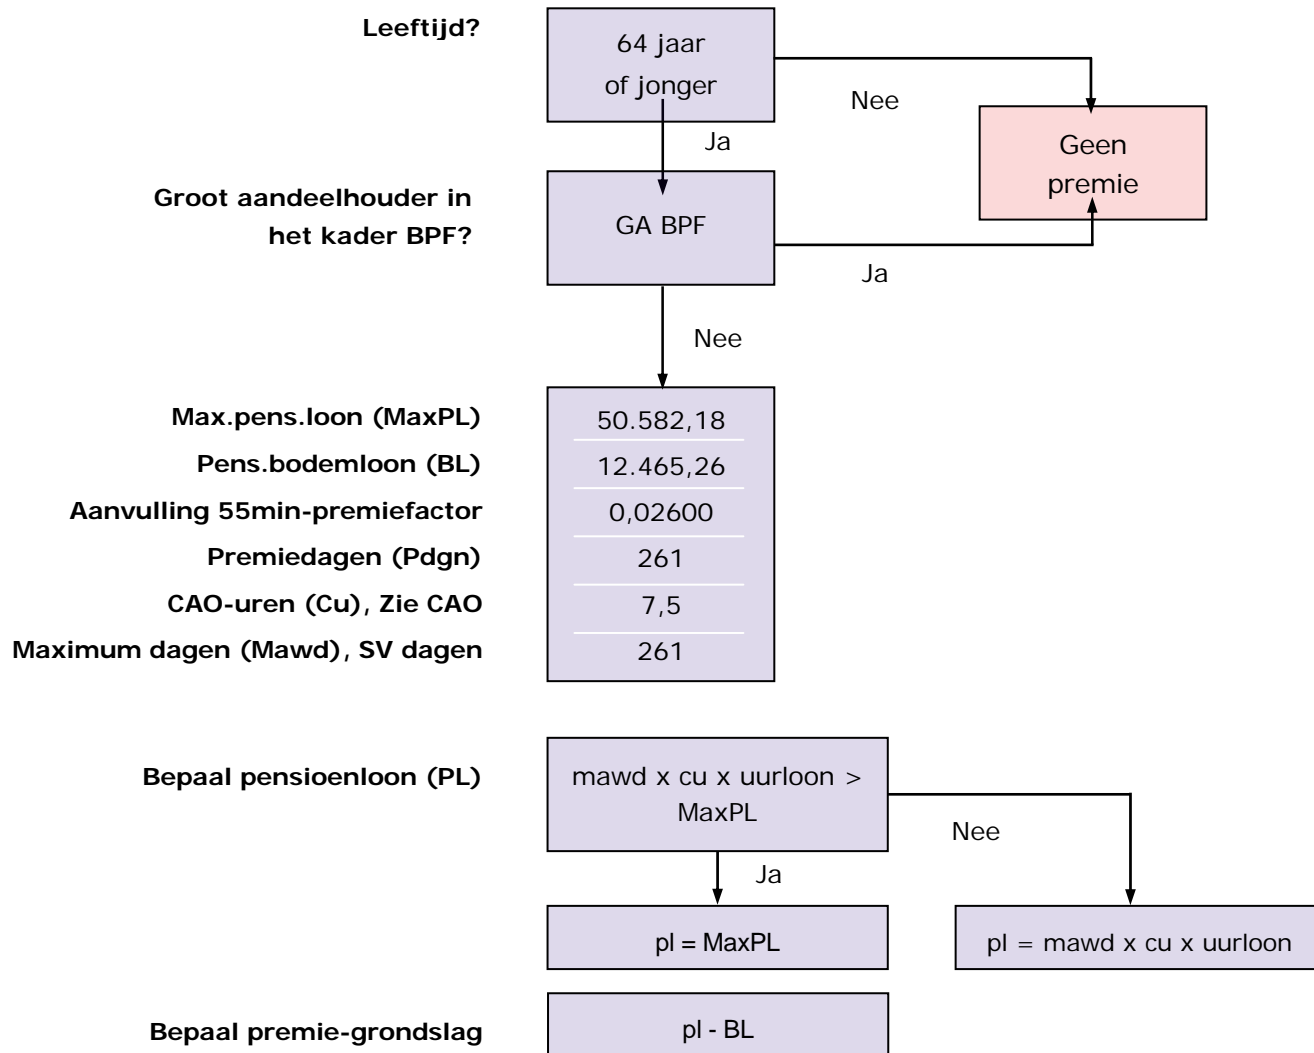 Leeftijd?
64 jaar
of jonger
Nee
Ja
Geen
premie
Groot aandeelhouder in
het kader BPF?
GA BPF
Ja
Nee
Max.pens.loon (MaxPL)
50.582,18
Pens.bodemloon (BL)
12.465,26
Aanvulling 55min-premiefactor
0,02600
Premiedagen (Pdgn)
261
CAO-uren (Cu), Zie CAO
7,5
Maximum dagen (Mawd), SV dagen
261
Bepaal pensioenloon (PL)
mawd x cu x uurloon >
MaxPL
Nee
Ja
pl = MaxPL
pl = mawd x cu x uurloon
Bepaal premie-grondslag
pl - BL